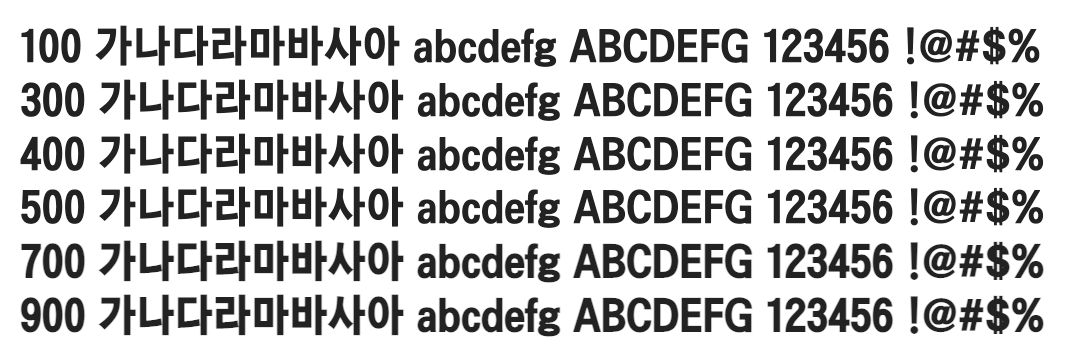 100 가나다라마바사아 abcdefg ABCDEFG 123456 !@#$%
300 가나다라마바사아 abcdefg ABCDEFG 123456 !@#$%
400 가나다라마바사아 abcdefg ABCDEFG 123456 !@#$%
500 가나다라마바사아 abcdefg ABCDEFG 123456 !@#$%
700 가나다라마바사아 abcdefg ABCDEFG 123456 !@#$%
900 가나다라마바사아 abcdefg ABCDEFG 123456 !@#$%